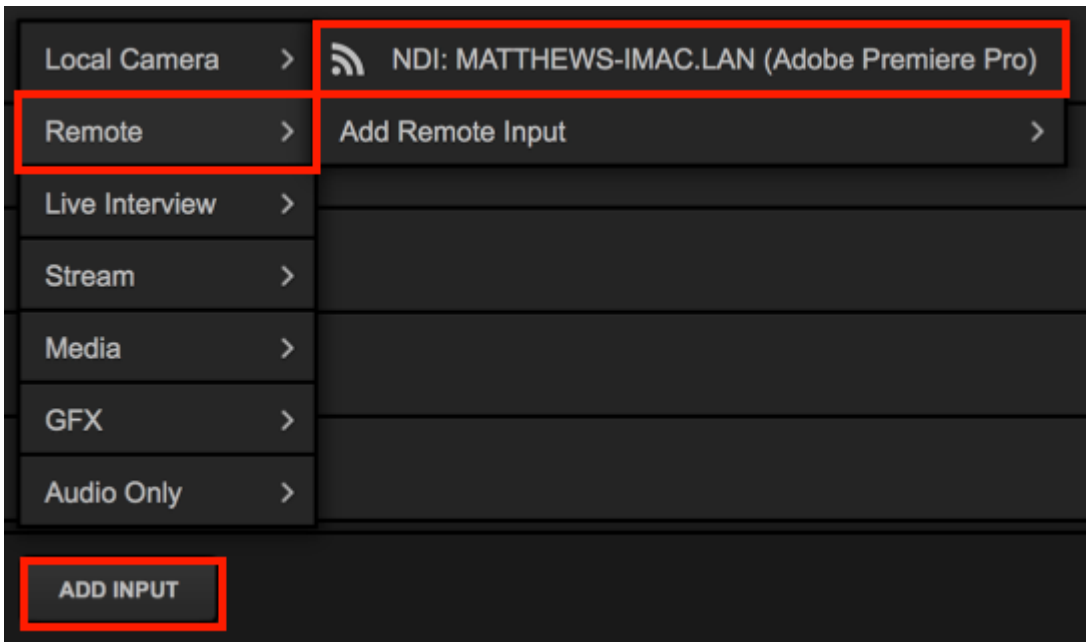 Local Camera
NDI: MATTHEWS-IMAC.LAN (Adobe Premiere Pro)
Remote
Add Remote Input
Live Interview
Stream
Media
GFX
Audio Only
ADD INPUT